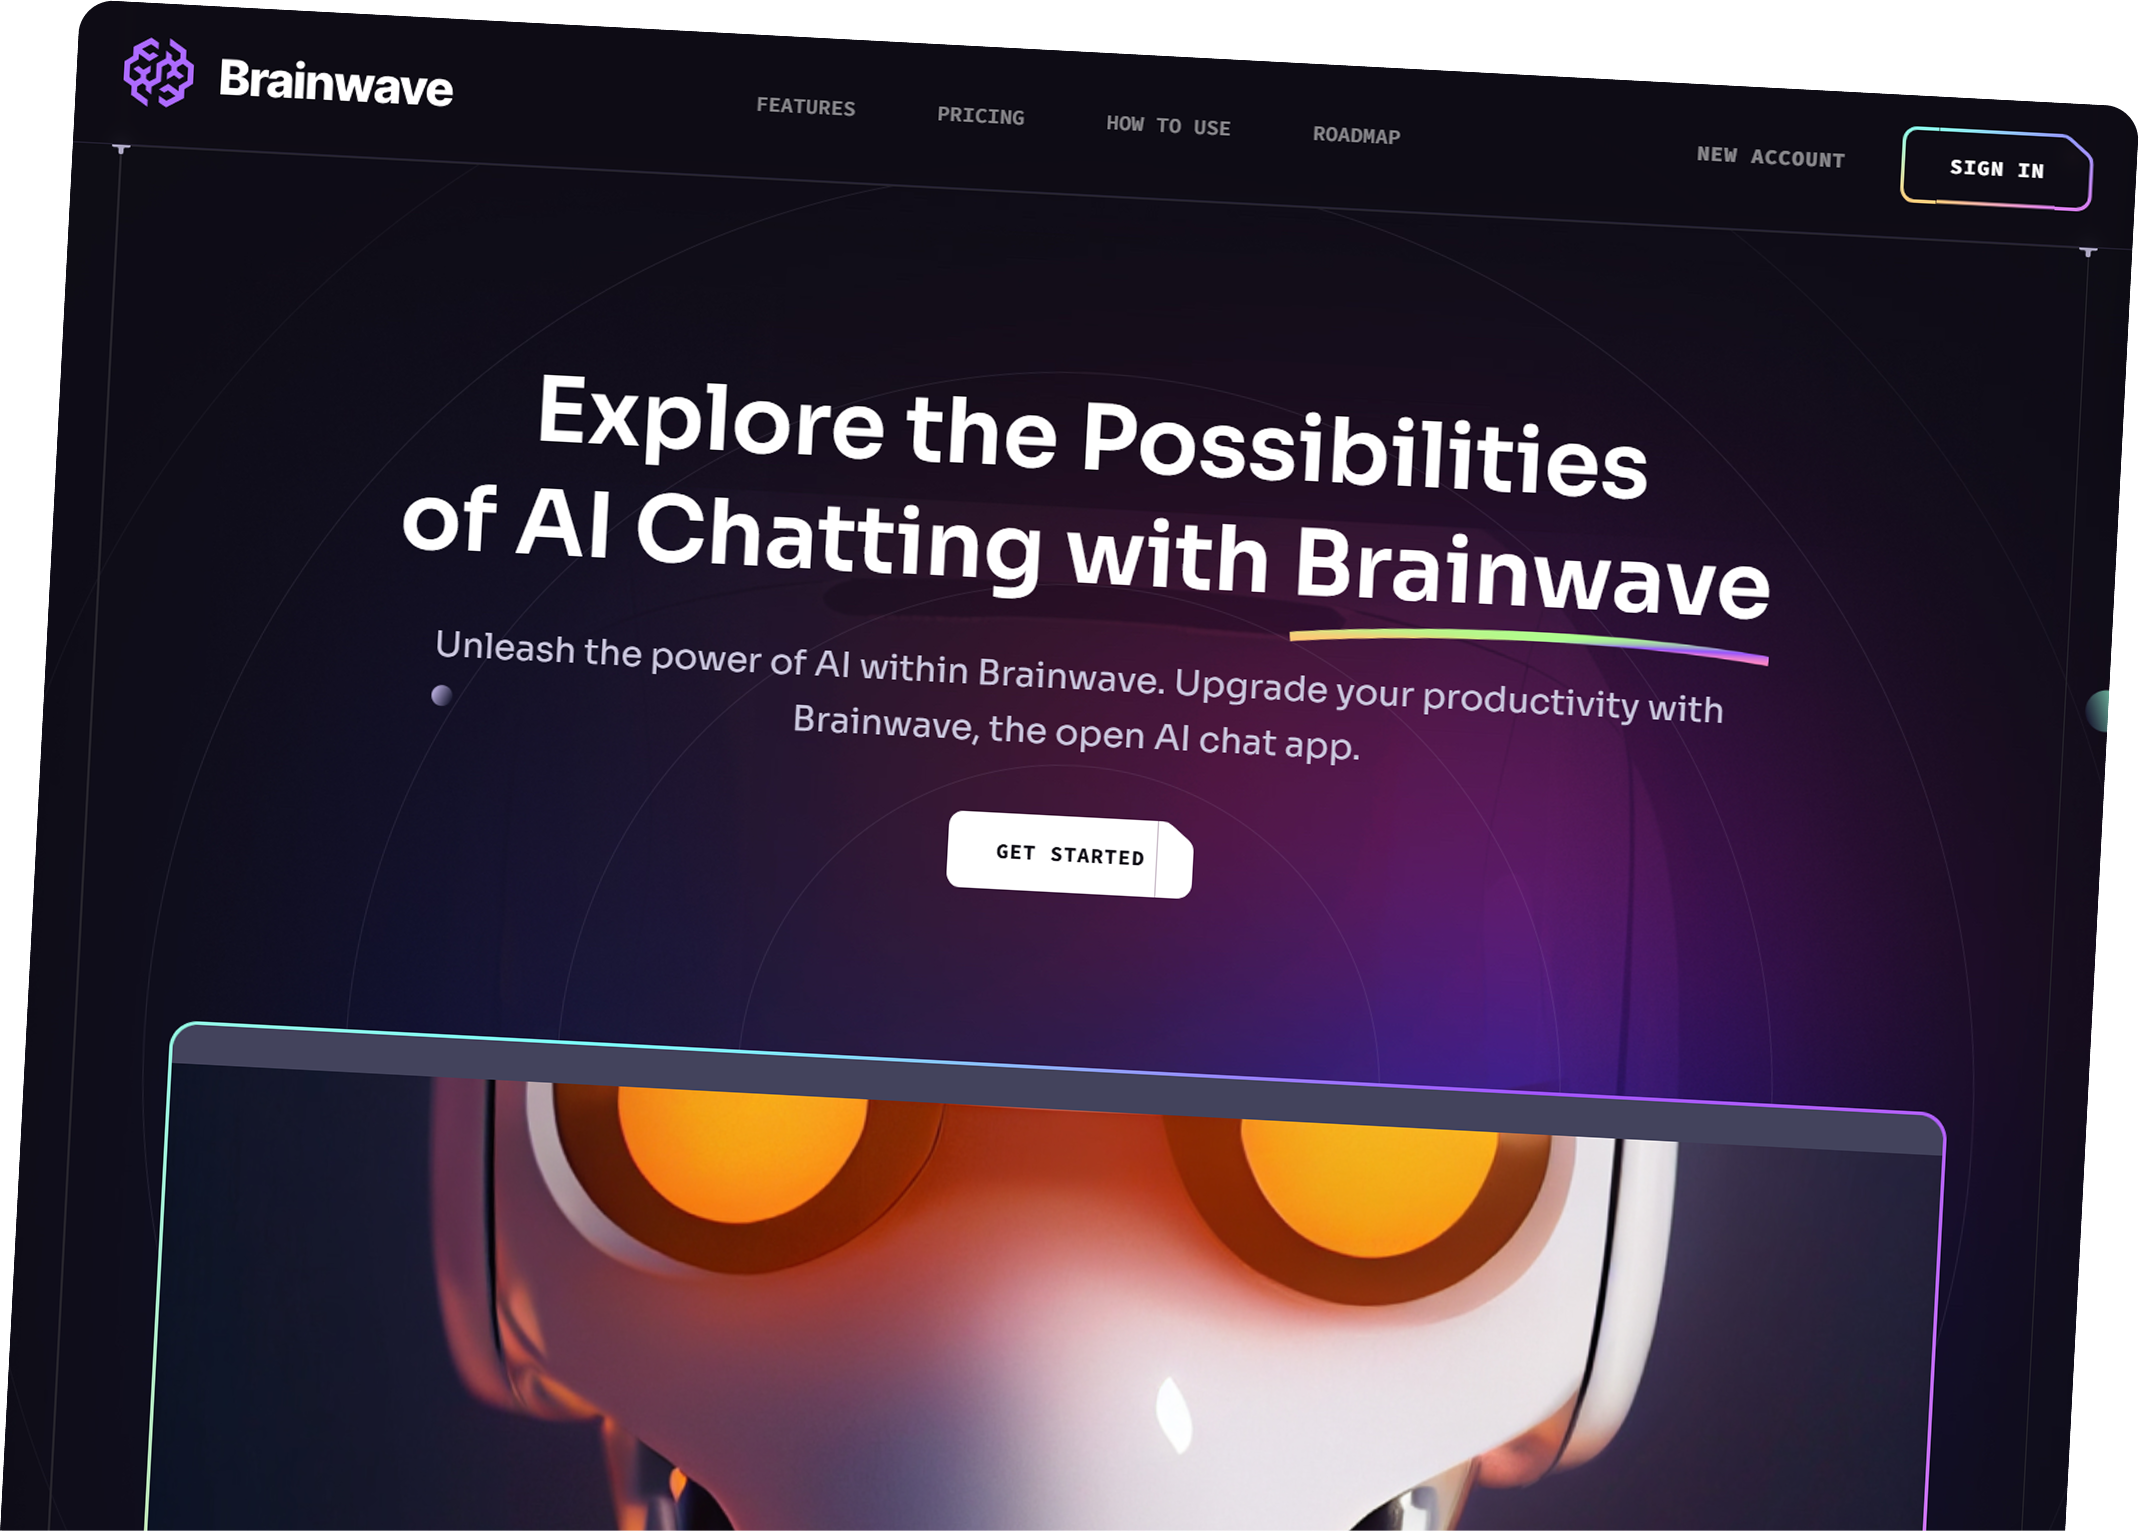 Brainwave
FEATURES
PRICING
HOW TO USE
ROADMAP
NEW ACCOUNT
SIGN IN
Explore the Possibilities
of AI Chatting with Brainwave
Unleash the power of AI within Brainwave. Upgrade your productivity with
Brainwave, the open AI chat app.
GET STARTED